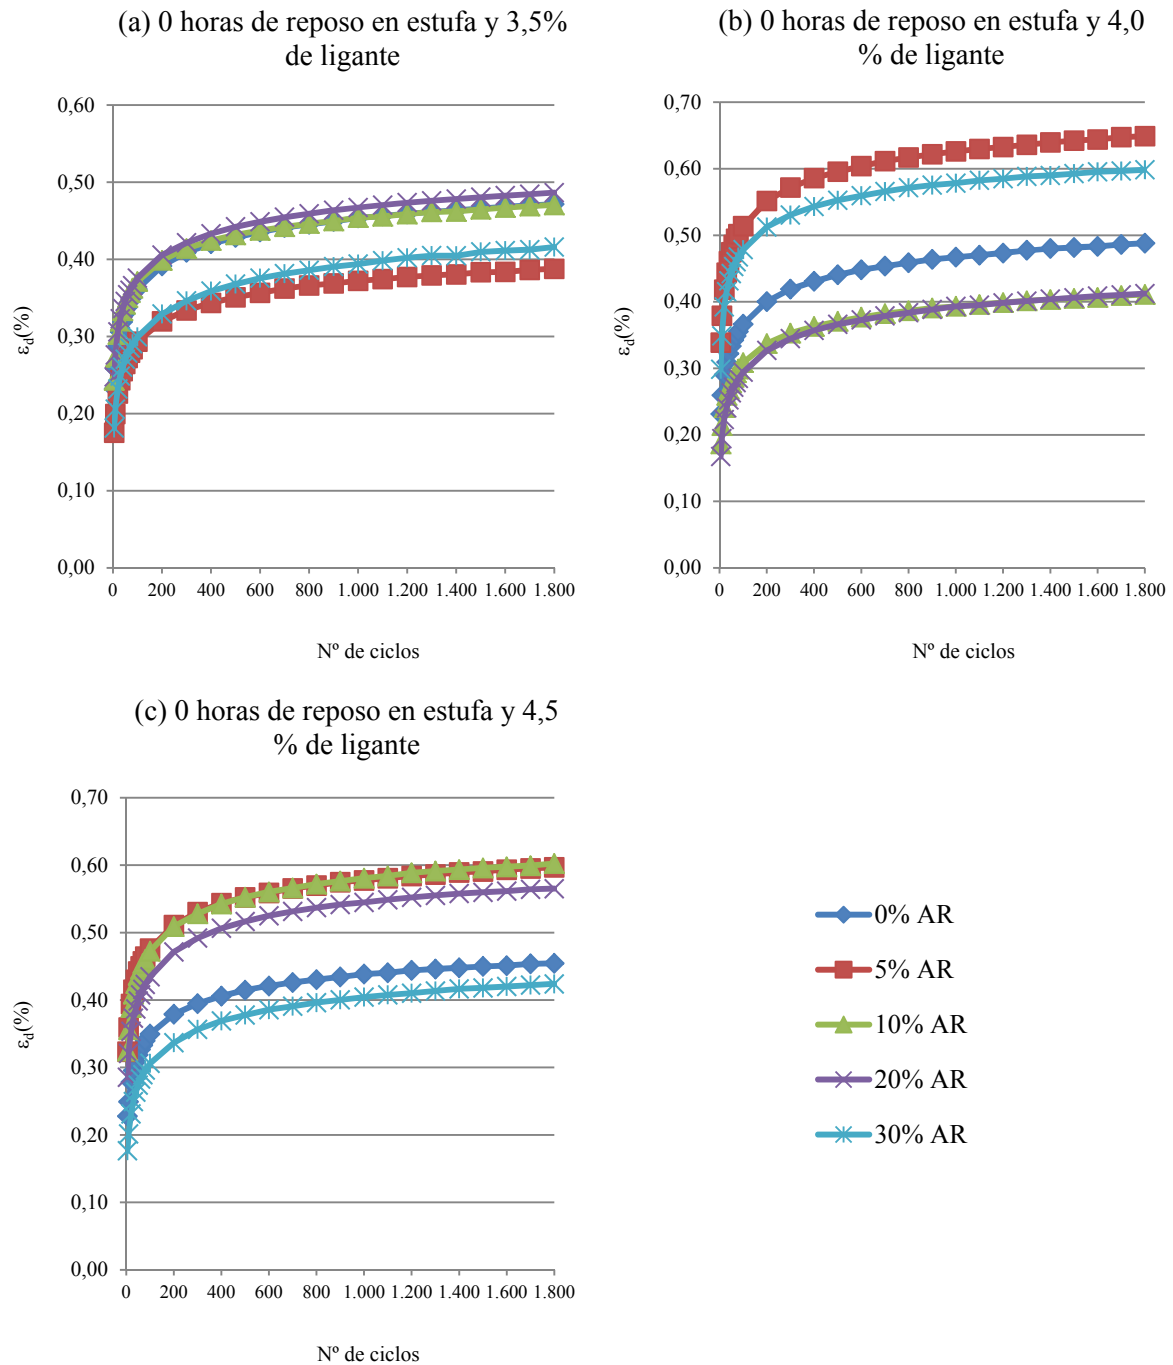 (a) 0 horas de reposo en estufa y 3,5%
de ligante
0,60
0,50
0,40
0,30
0,20
0,10
0,00
εd(%)
0 200 400 600 800 1.000 1.200 1.400 1.600 1.800
Nº de ciclos
(b) 0 horas de reposo en estufa y 4,0
% de ligante
0,70
0,60
0,50
0,40
0,30
0,20
0,10
0,00
εd(%)
0 200 400 600 800 1.000 1.200 1.400 1.600 1.800
Nº de ciclos
(c) 0 horas de reposo en estufa y 4,5
% de ligante
0,70
0,60
0,50
0,40
0,30
0,20
0,10
0,00
εd(%)
0 200 400 600 800 1.000 1.200 1.400 1.600 1.800
Nº de ciclos
0% AR
5% AR
10% AR
20% AR
30% AR